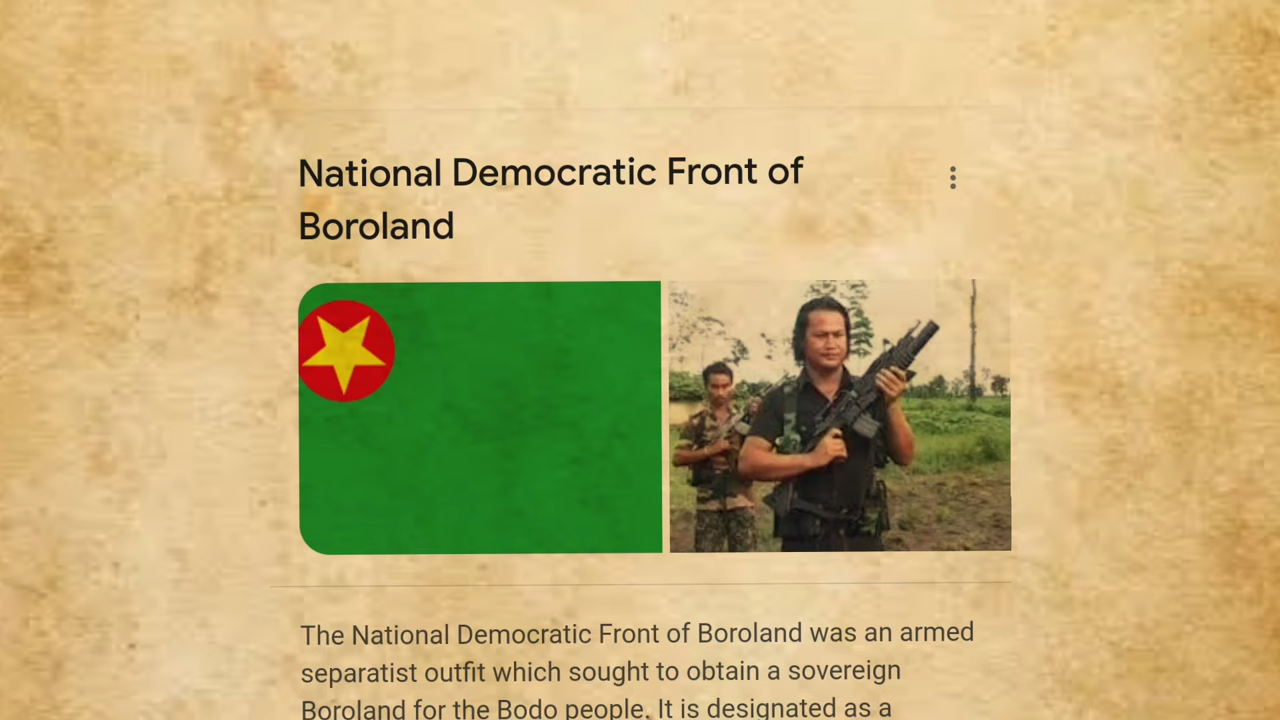 National Democratic Front of
Boroland
The National Democratic Front of Boroland was an armed
separatist outfit which sought to obtain a sovereign
Boroland for the Bodo people. It is designated as a